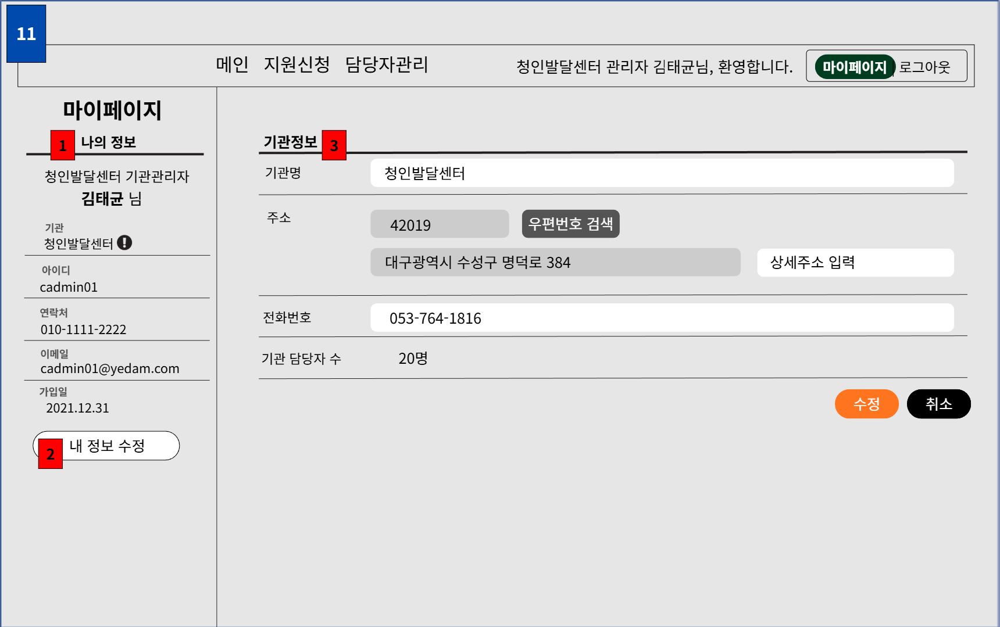 11
메인 지원신청 담당자관리 청인발달센터 관리자 김태균님, 환영합니다. 마이페이지 | 로그아웃
마이페이지
1 나의 정보
청인발달센터 기관관리자
김태균 님
기관
청인발달센터 !
아이디
cadmin01
연락처
010-1111-2222
이메일
cadmin01@yedam.com
가입일
2021.12.31
2 내 정보 수정
기관정보 3
기관명 청인발달센터
주소 42019 우편번호 검색
대구광역시 수성구 명덕로 384 상세주소 입력
전화번호 053-764-1816
기관 담당자 수 20명
수정 취소